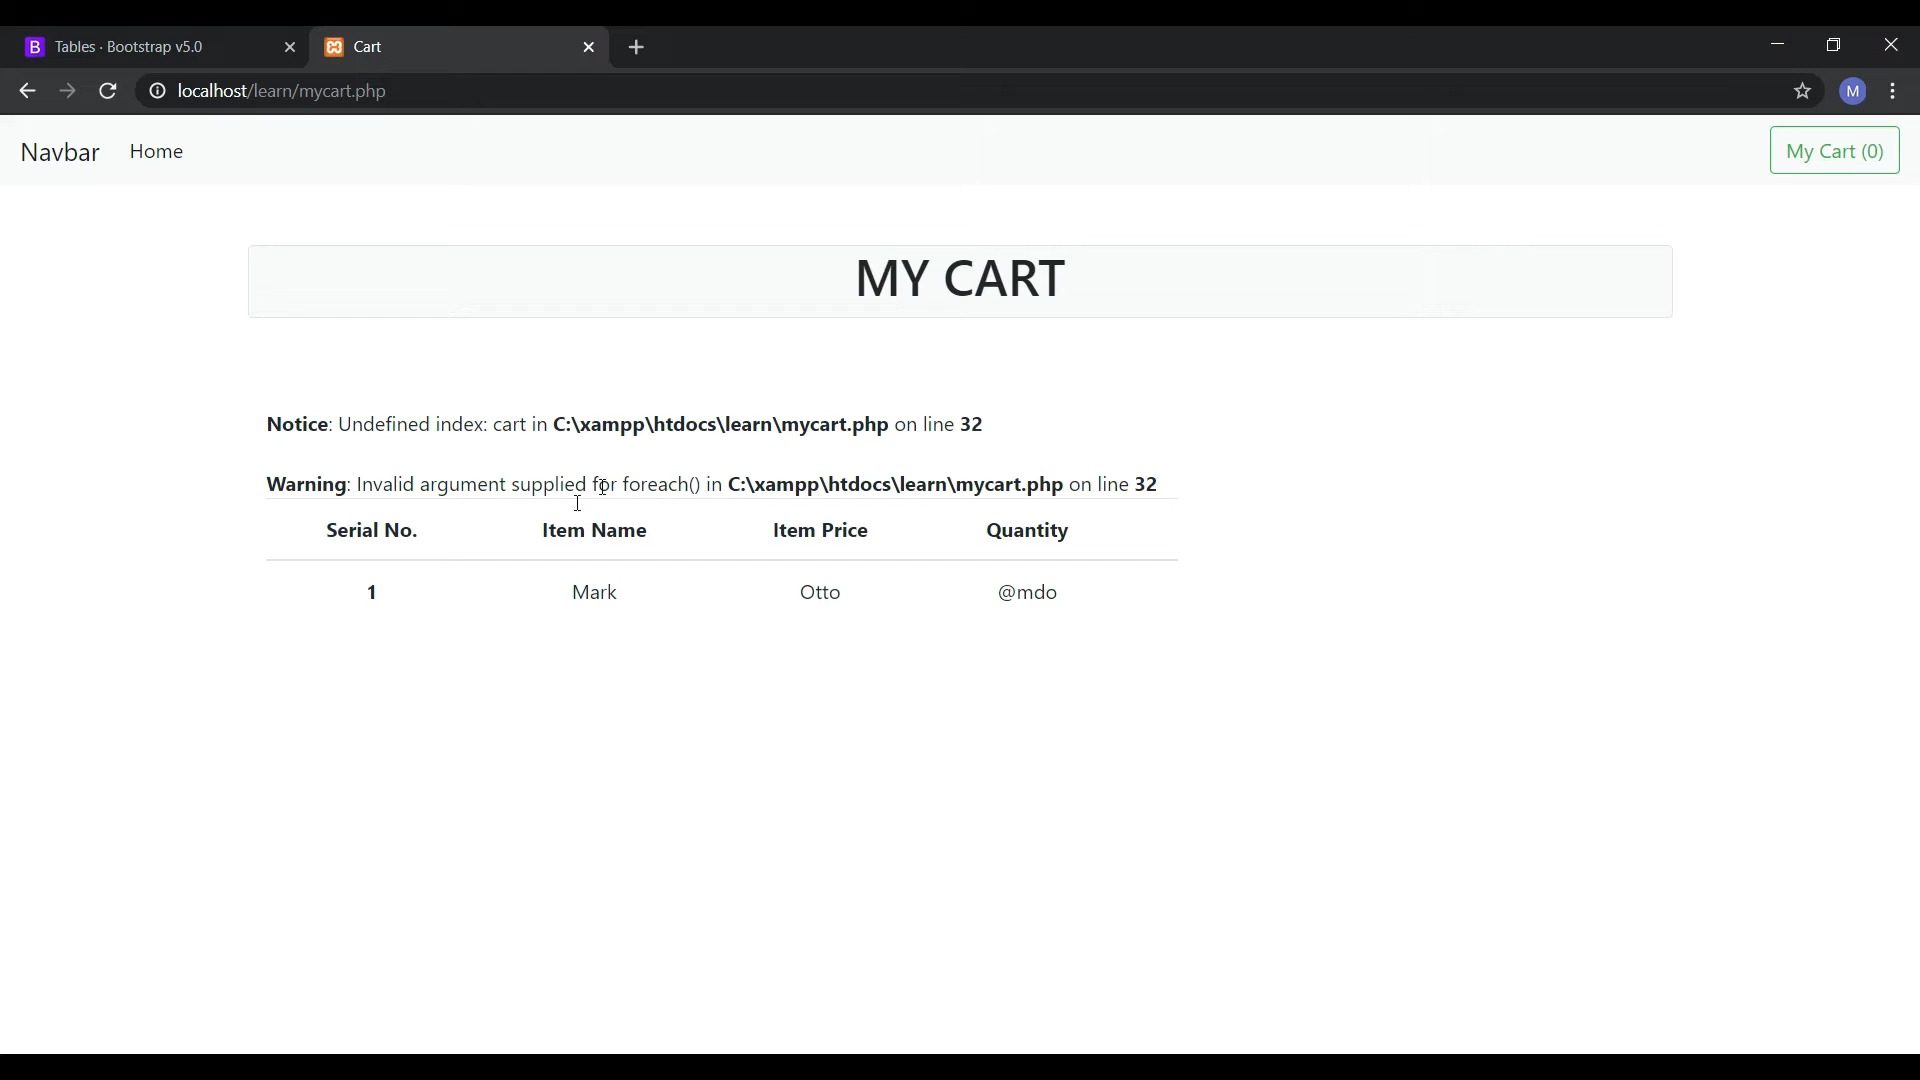 Tables · Bootstrap v5.0
Cart
localhost/learn/mycart.php
M
Navbar Home My Cart (0)
MY CART
Notice: Undefined index: cart in C:\xampp\htdocs\learn\mycart.php on line 32
Warning: Invalid argument supplied for foreach() in C:\xampp\htdocs\learn\mycart.php on line 32
Serial No. Item Name Item Price Quantity
1 Mark Otto @mdo